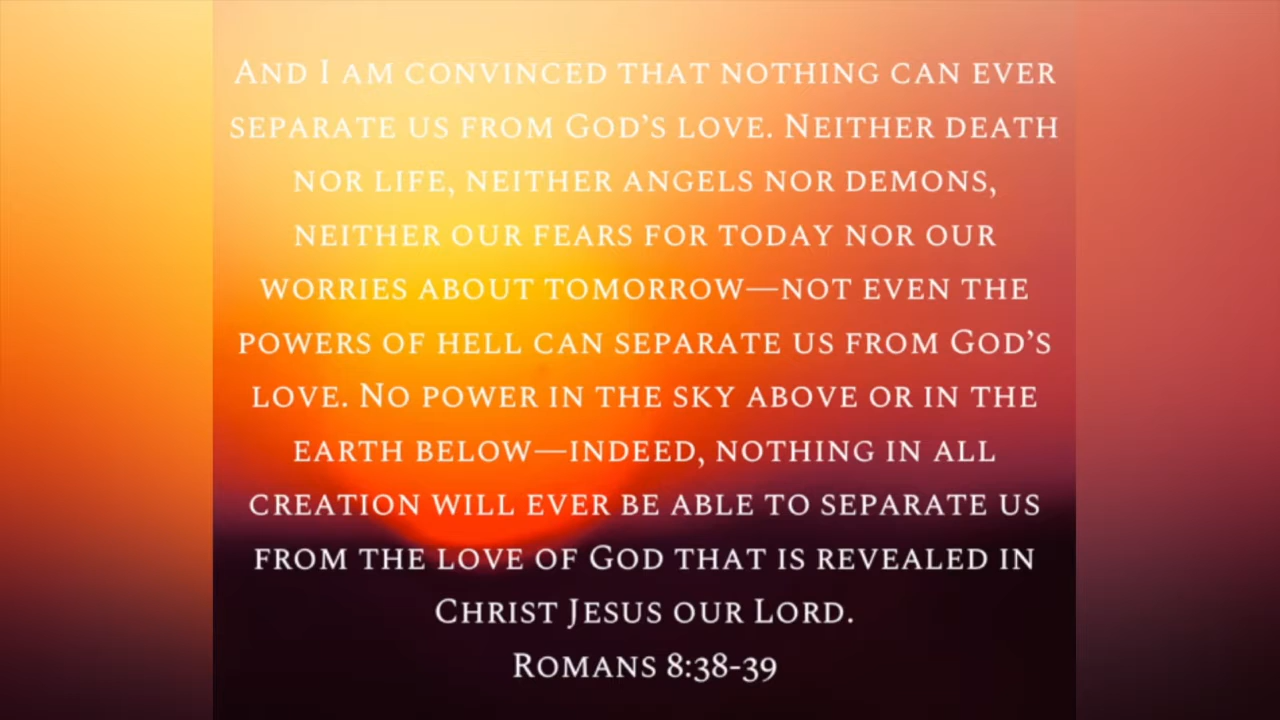 And I am convinced that nothing can ever
separate us from God’s love. Neither death
nor life, neither angels nor demons,
neither our fears for today nor our
worries about tomorrow—not even the
powers of hell can separate us from God’s
love. No power in the sky above or in the
earth below—indeed, nothing in all
creation will ever be able to separate us
from the love of God that is revealed in
Christ Jesus our Lord.
Romans 8:38-39